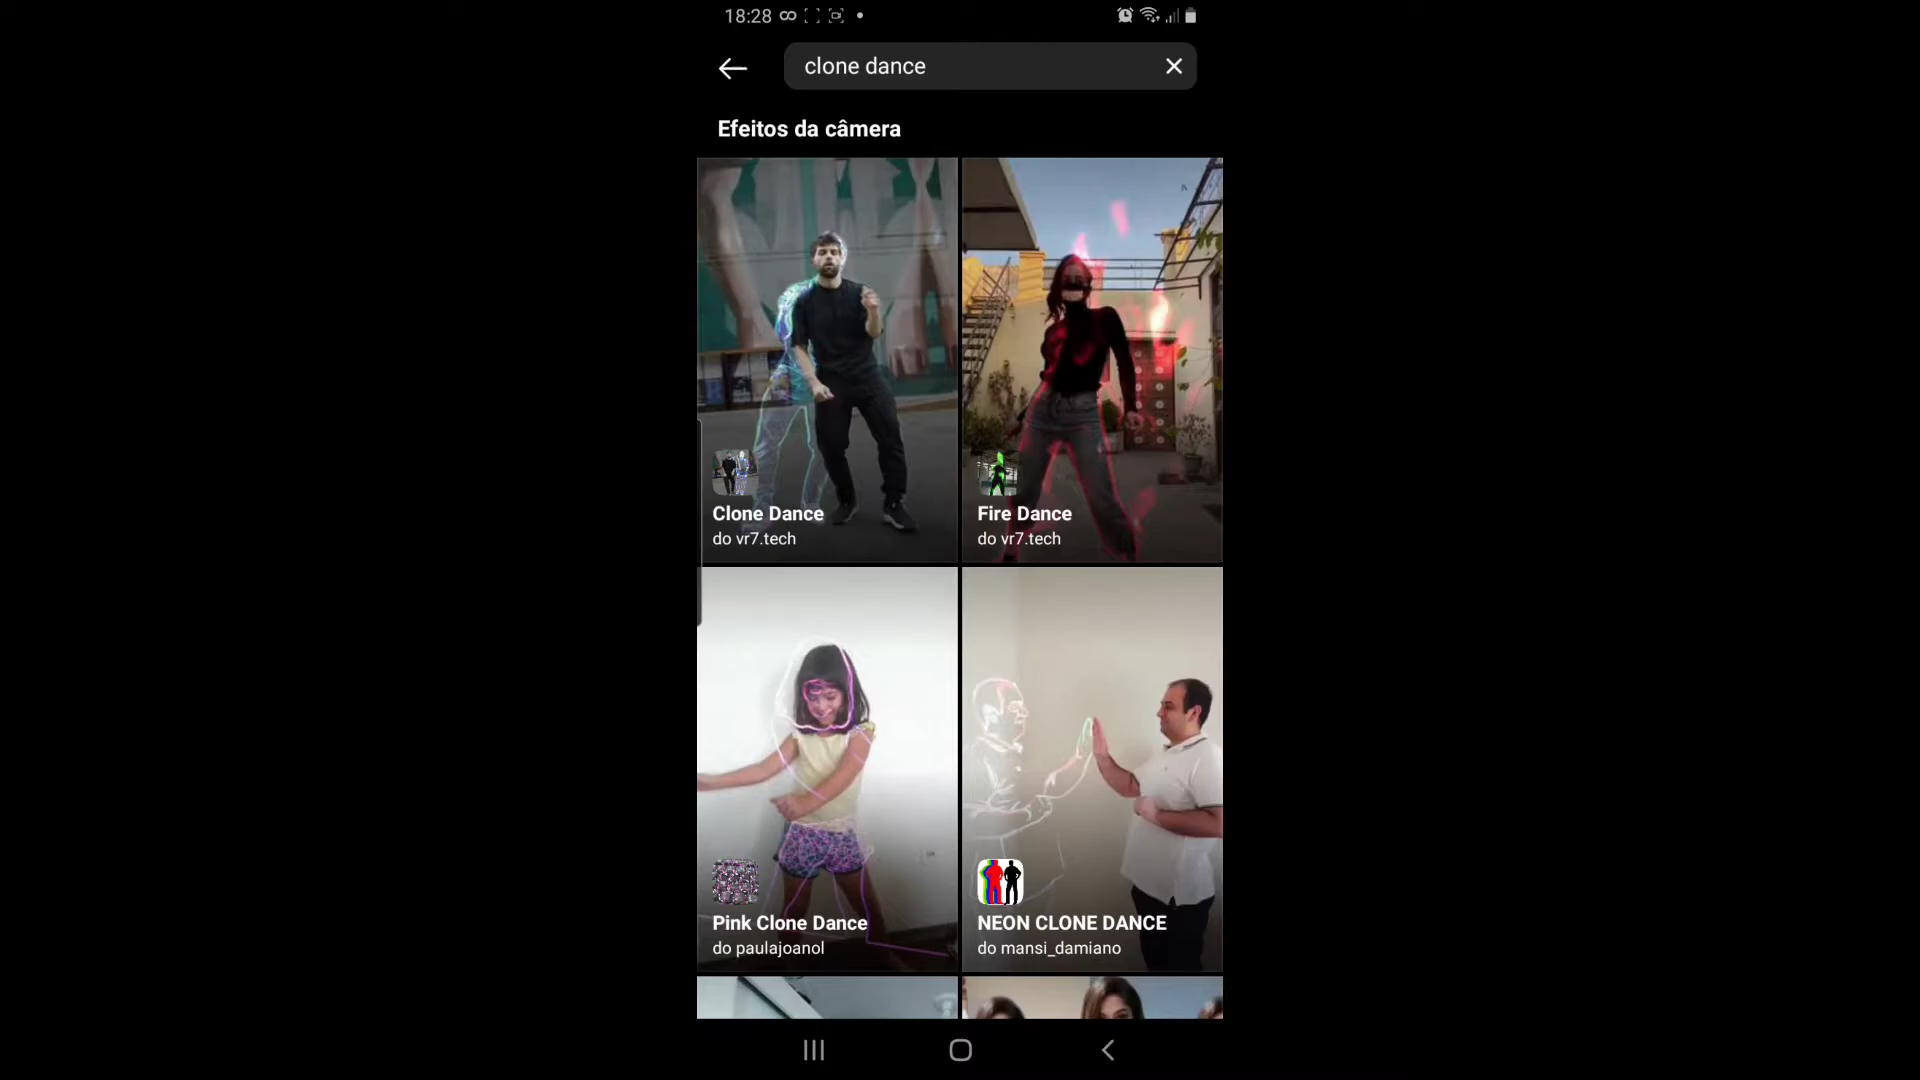 18:28
clone dance
Efeitos da câmera
Clone Dance
do vr7.tech
Fire Dance
do vr7.tech
Pink Clone Dance
do paulajoanol
NEON CLONE DANCE
do mansi_damiano